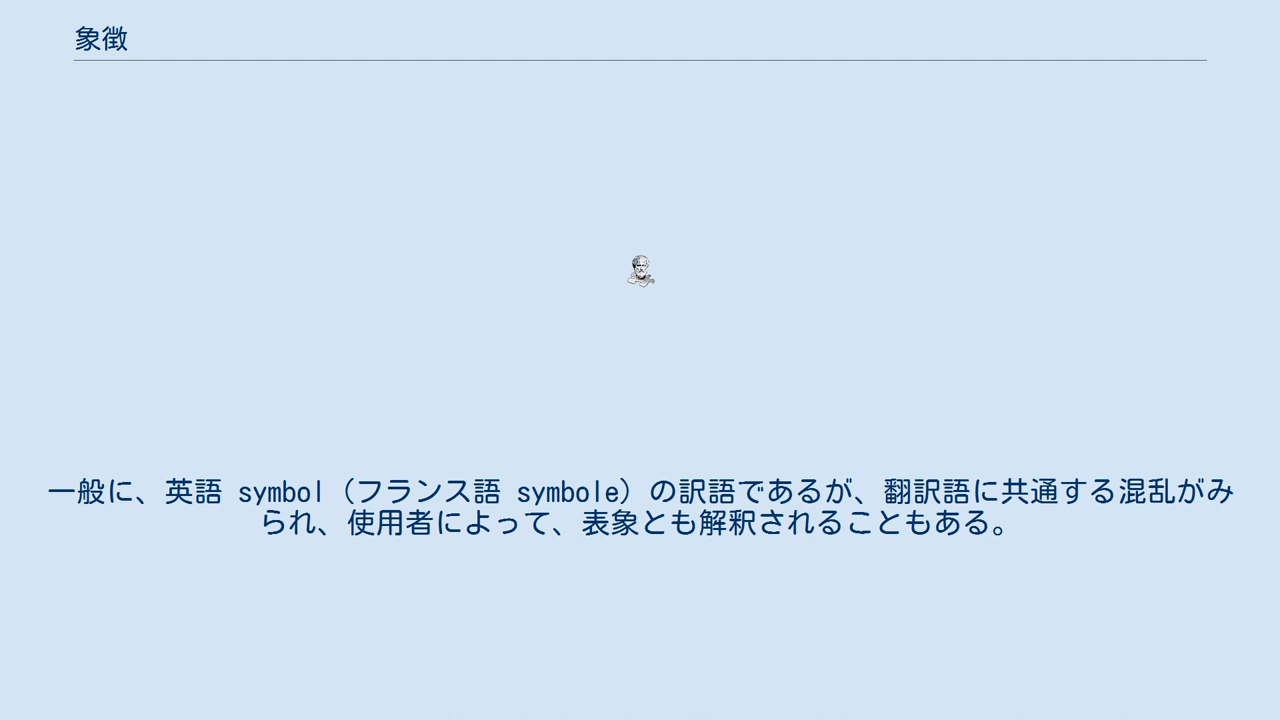 象徴
一般に、英語 symbol（フランス語 symbole）の訳語であるが、翻訳語に共通する混乱がみ
られ、使用者によって、表象とも解釈されることもある。